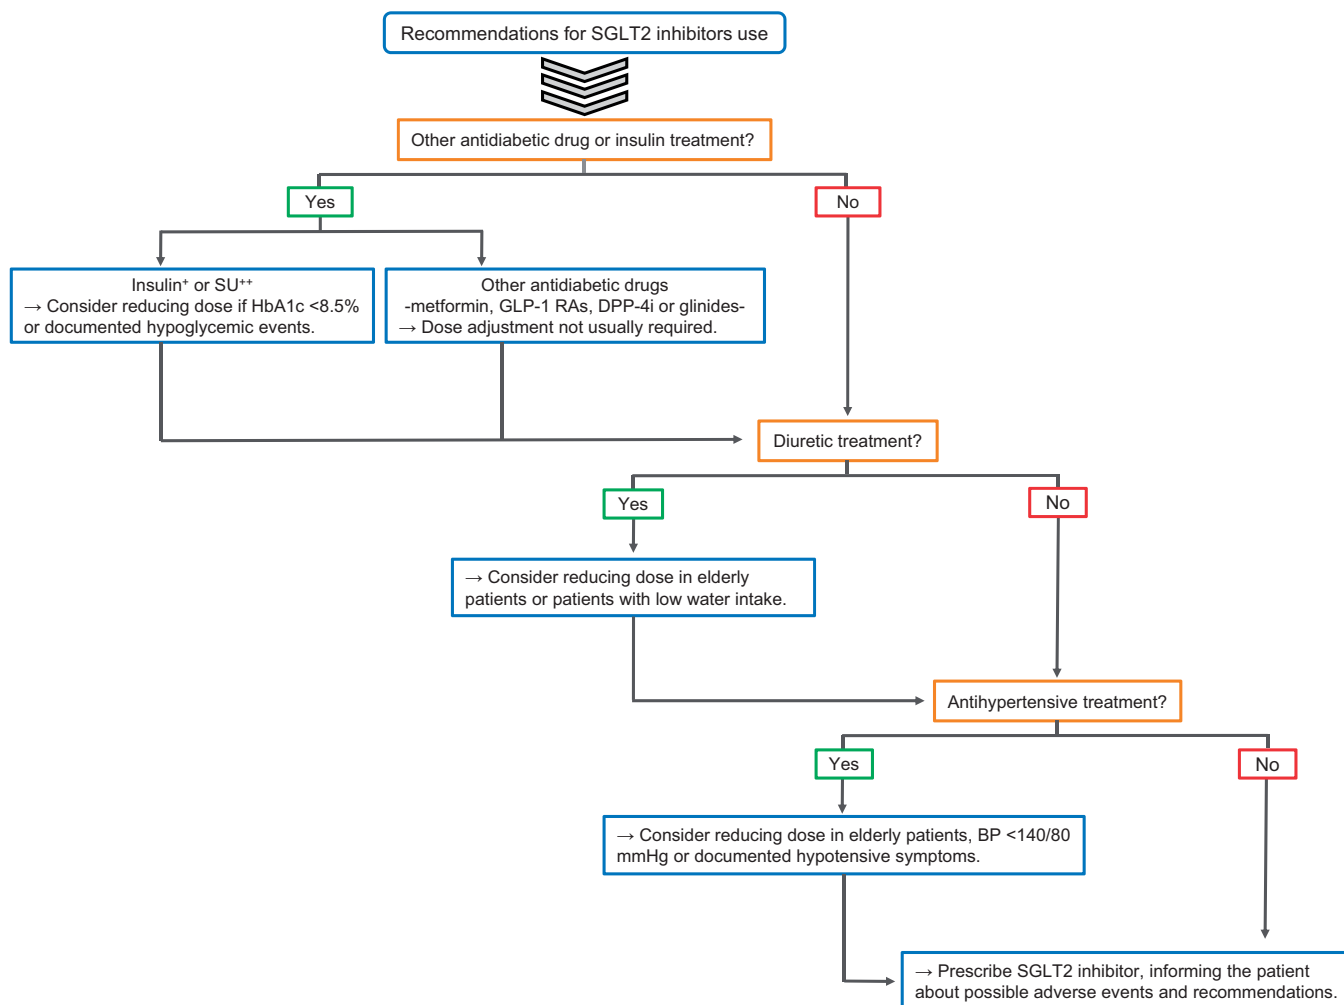 Recommendations for SGLT2 inhibitors use
Other antidiabetic drug or insulin treatment?
Yes
No
Insulin⁺ or SU⁺⁺
→ Consider reducing dose if HbA1c <8.5%
or documented hypoglycemic events.
Other antidiabetic drugs
-metformin, GLP-1 RAs, DPP-4i or glinides-
→ Dose adjustment not usually required.
Diuretic treatment?
Yes
No
→ Consider reducing dose in elderly
patients or patients with low water intake.
Antihypertensive treatment?
Yes
No
→ Consider reducing dose in elderly patients, BP <140/80
mmHg or documented hypotensive symptoms.
→ Prescribe SGLT2 inhibitor, informing the patient
about possible adverse events and recommendations.